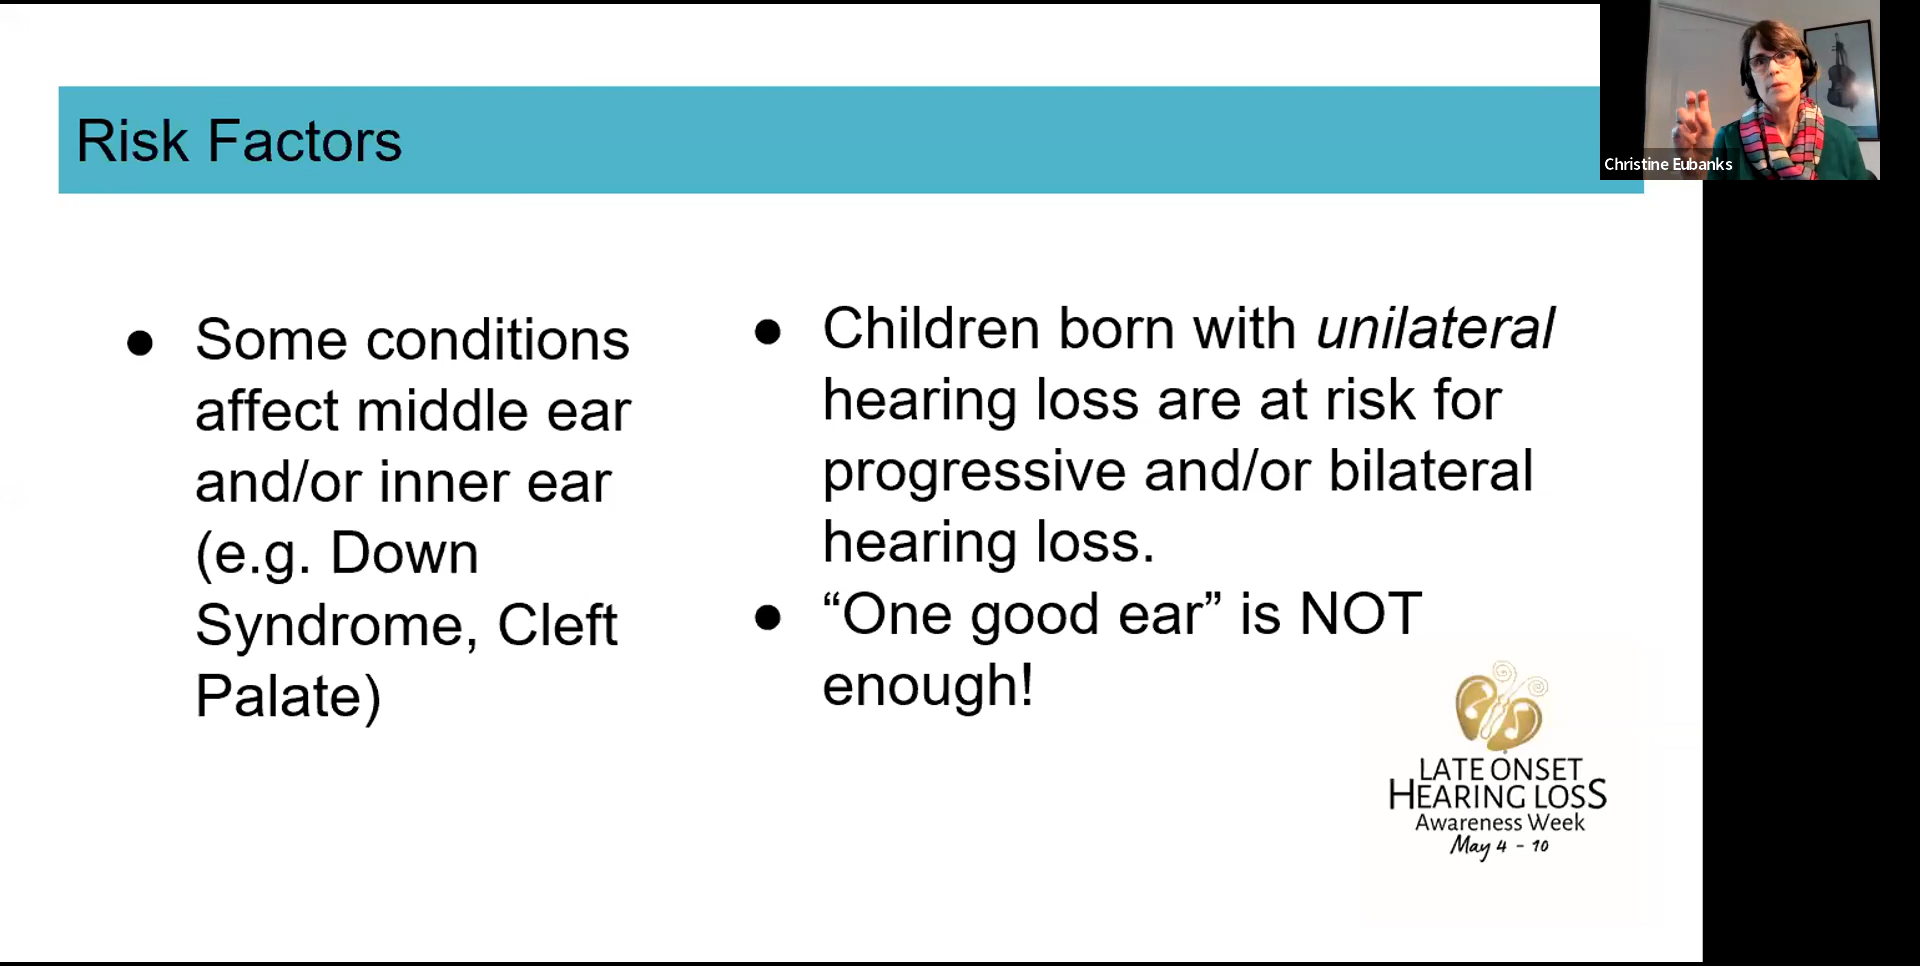 Risk Factors
Christine Eubanks
● Some conditions
affect middle ear
and/or inner ear
(e.g. Down
Syndrome, Cleft
Palate)
● Children born with unilateral
hearing loss are at risk for
progressive and/or bilateral
hearing loss.
● “One good ear” is NOT
enough!
LATE ONSET
HEARING LOSS
Awareness Week
May 4 - 10